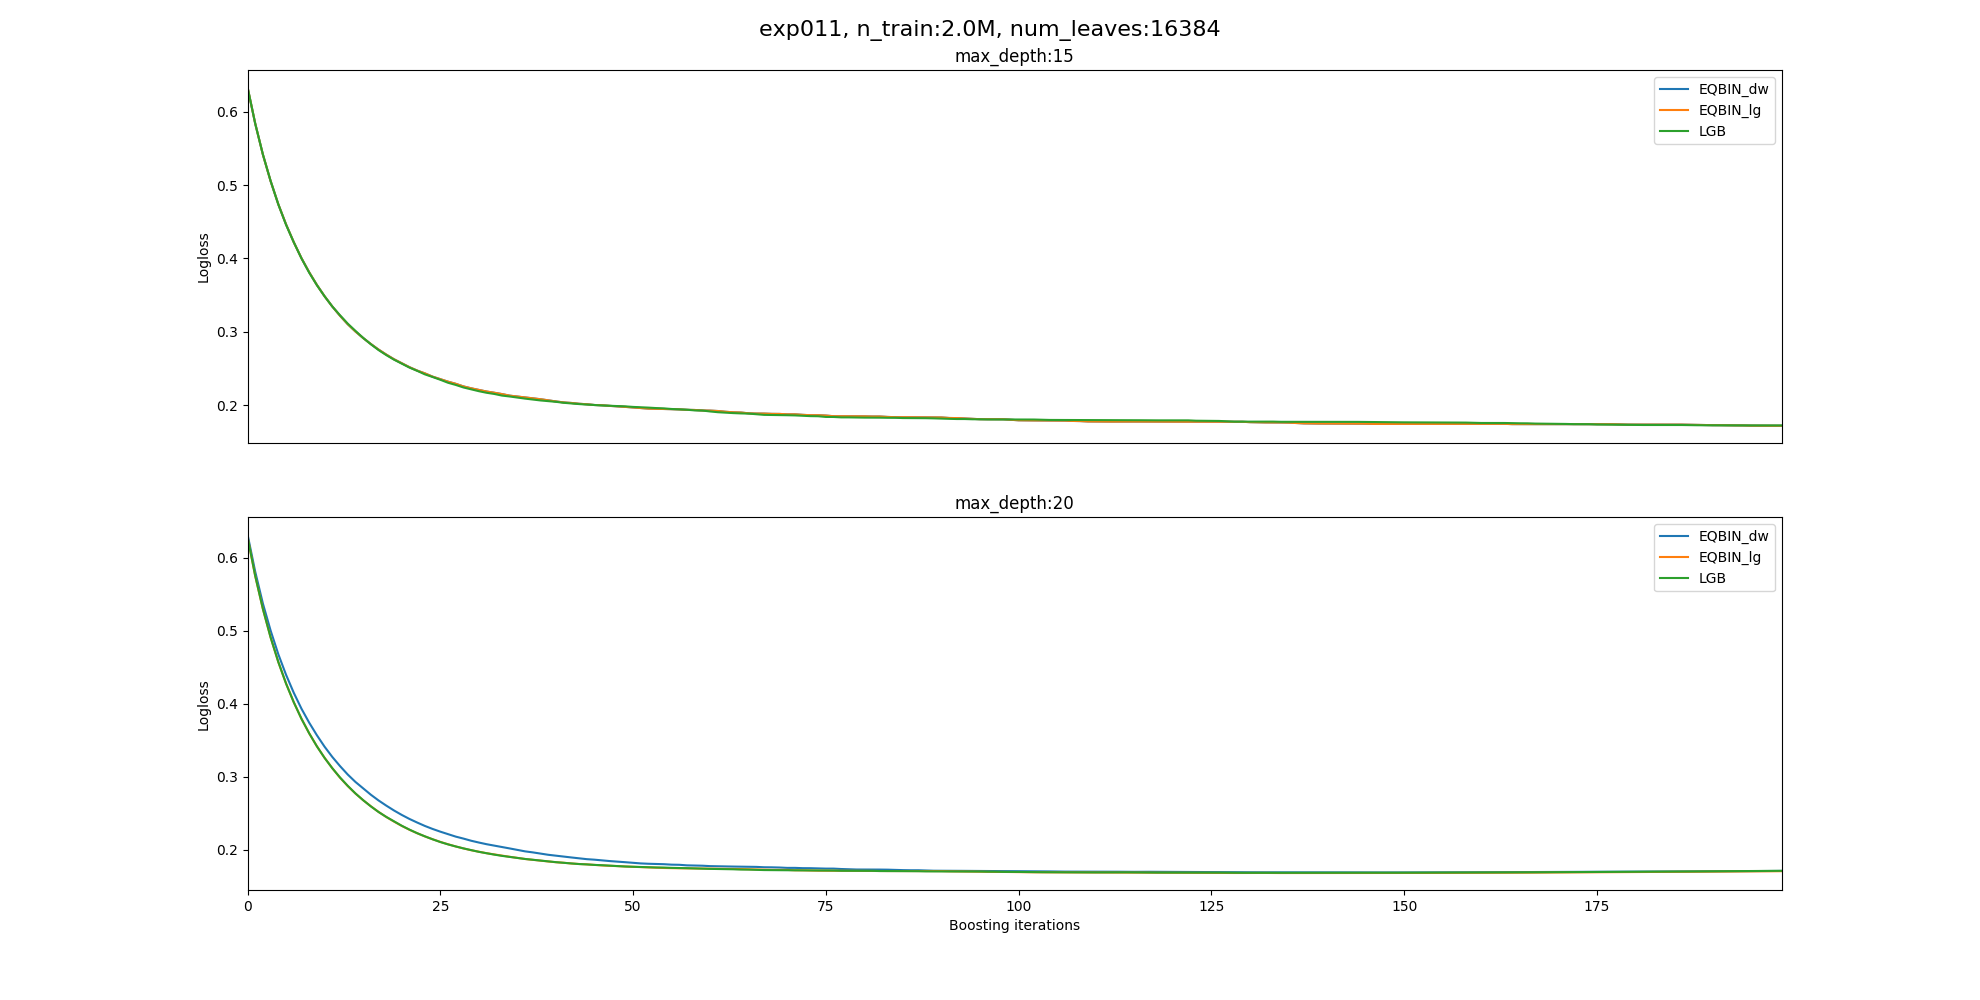 exp011, n_train:2.0M, num_leaves:16384
max_depth:15
EQBIN_dw
EQBIN_lg
LGB
0.6
0.5
0.4
0.3
0.2
Logloss
max_depth:20
EQBIN_dw
EQBIN_lg
LGB
0.6
0.5
0.4
0.3
0.2
Logloss
0 25 50 75 100 125 150 175
Boosting iterations